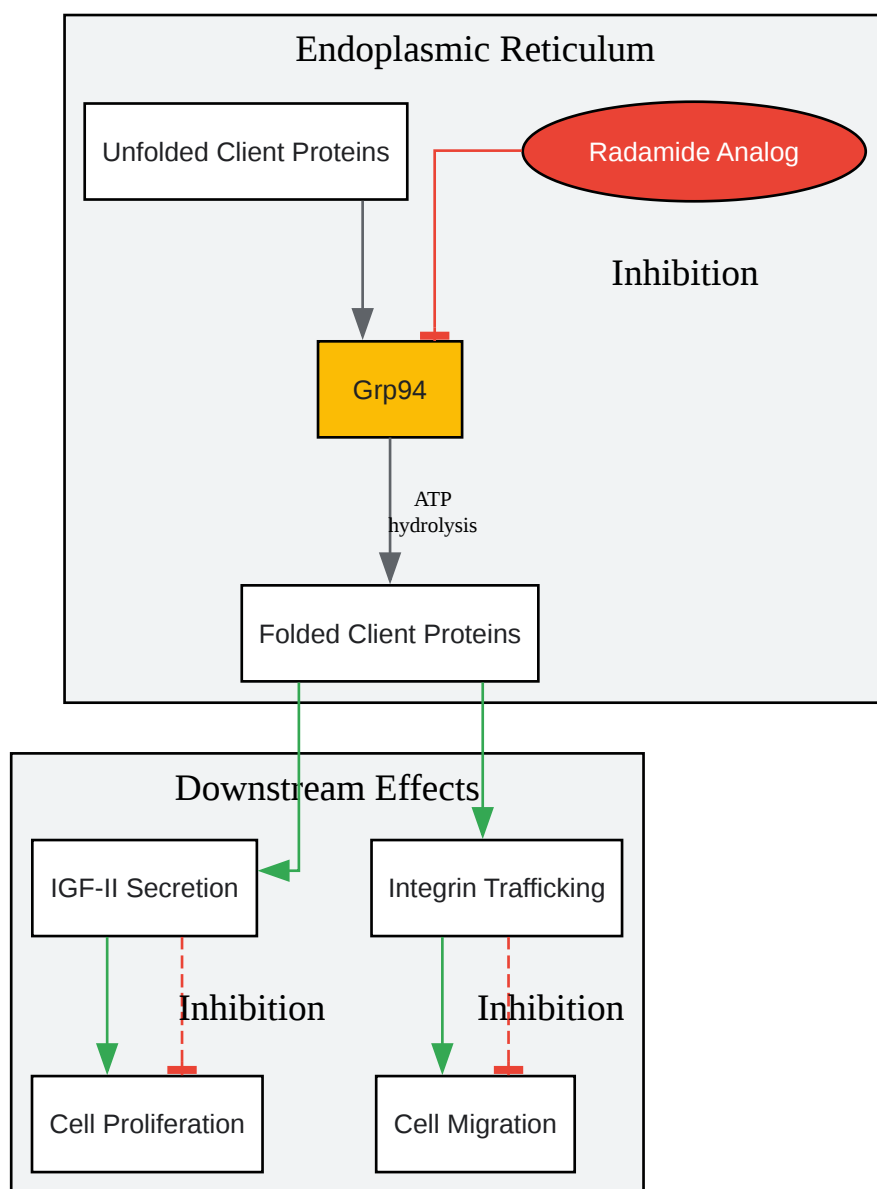 Endoplasmic Reticulum
Unfolded Client Proteins
Radamide Analog
Inhibition
Grp94
ATP
hydrolysis
Folded Client Proteins
Downstream Effects
IGF-II Secretion
Integrin Trafficking
Inhibition
Inhibition
Cell Proliferation
Cell Migration